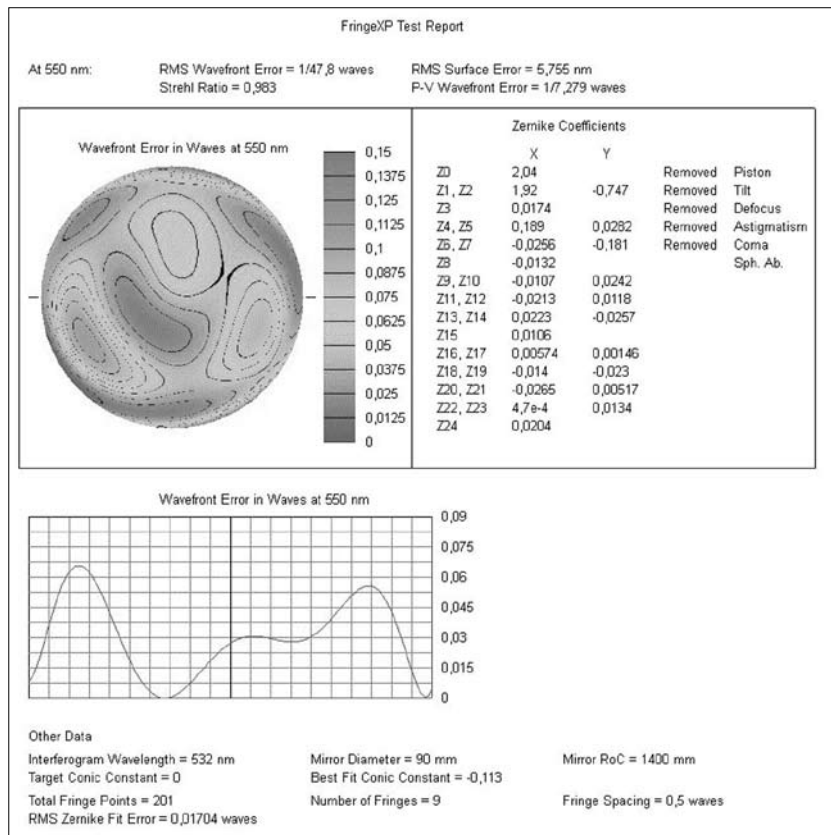 FringeXP Test Report
At 550 nm: RMS Wavefront Error = 1/47,8 waves RMS Surface Error = 5,755 nm
Strehl Ratio = 0,983 P-V Wavefront Error = 1/7,279 waves
Wavefront Error in Waves at 550 nm
0,15
0,1375
0,125
0,1125
0,1
0,0875
0,075
0,0625
0,05
0,0375
0,025
0,0125
0
Zernike Coefficients
X Y
Z0 2,04 Removed Piston
Z1, Z2 1,92 -0,747 Removed Tilt
Z3 0,0174 Removed Defocus
Z4, Z5 0,189 0,0282 Removed Astigmatism
Z6, Z7 -0,0256 -0,181 Removed Coma
Z8 -0,0132 Sph. Ab.
Z9, Z10 -0,0107 0,0242
Z11, Z12 -0,0213 0,0118
Z13, Z14 0,0223 -0,0257
Z15 0,0106
Z16, Z17 0,00574 0,00146
Z18, Z19 -0,014 -0,023
Z20, Z21 -0,0265 0,00517
Z22, Z23 4,7e-4 0,0134
Z24 0,0204
Wavefront Error in Waves at 550 nm
0,09
0,075
0,06
0,045
0,03
0,015
0
Other Data
Interferogram Wavelength = 532 nm Mirror Diameter = 90 mm Mirror RoC = 1400 mm
Target Conic Constant = 0 Best Fit Conic Constant = -0,113
Total Fringe Points = 201 Number of Fringes = 9 Fringe Spacing = 0,5 waves
RMS Zernike Fit Error = 0,01704 waves